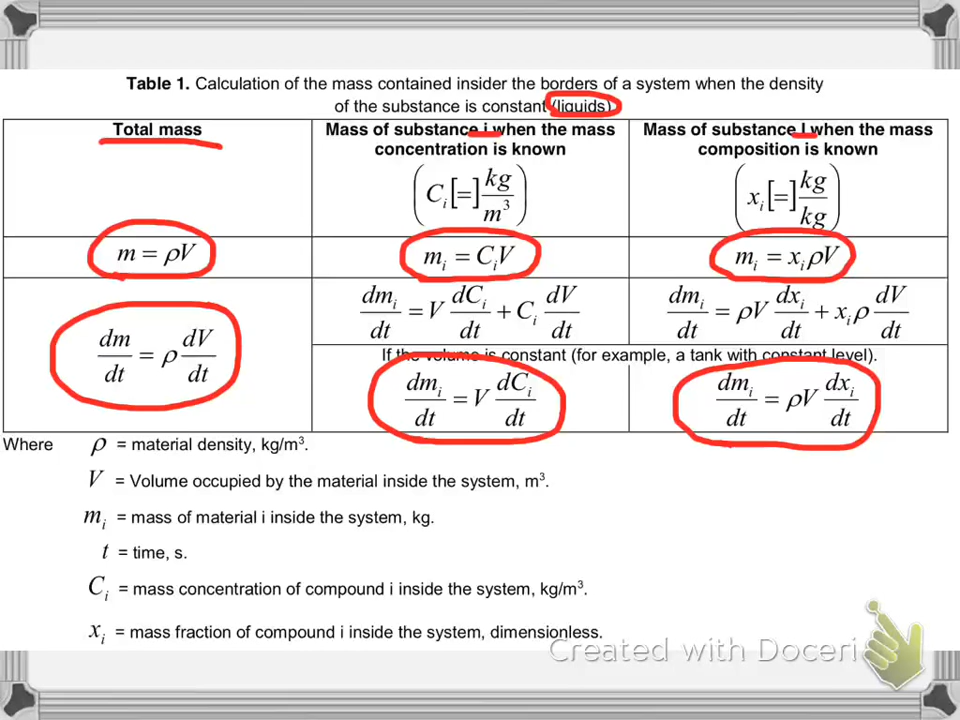 Table 1. Calculation of the mass contained insider the borders of a system when the density
of the substance is constant (liquids)
Total mass
Mass of substance i when the mass
concentration is known
(C_i [=] kg/m^3)
Mass of substance I when the mass
composition is known
(x_i [=] kg/kg)
m = ρV
m_i = C_iV
m_i = x_iρV
dm/dt = ρ dV/dt
dm_i/dt = V dC_i/dt + C_i dV/dt
dm_i/dt = ρV dx_i/dt + x_iρ dV/dt
If the volume is constant (for example, a tank with constant level).
dm_i/dt = V dC_i/dt
dm_i/dt = ρV dx_i/dt
Where ρ = material density, kg/m^3.
V = Volume occupied by the material inside the system, m^3.
m_i = mass of material i inside the system, kg.
t = time, s.
C_i = mass concentration of compound i inside the system, kg/m^3.
x_i = mass fraction of compound i inside the system, dimensionless.
Created with Doceri